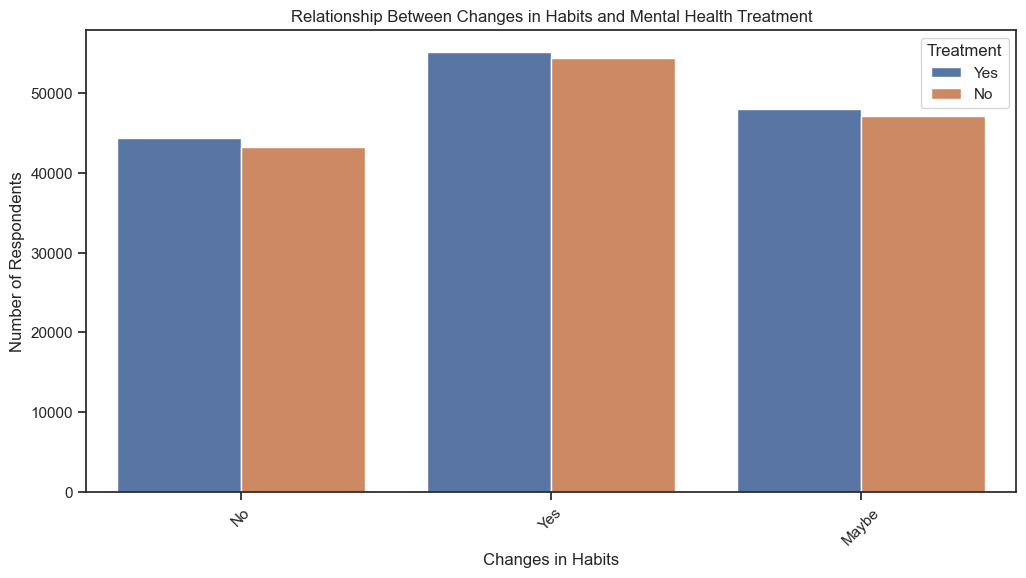 Relationship Between Changes in Habits and Mental Health Treatment
Treatment
Yes
No
Number of Respondents
50000
40000
30000
20000
10000
0
No
Yes
Maybe
Changes in Habits